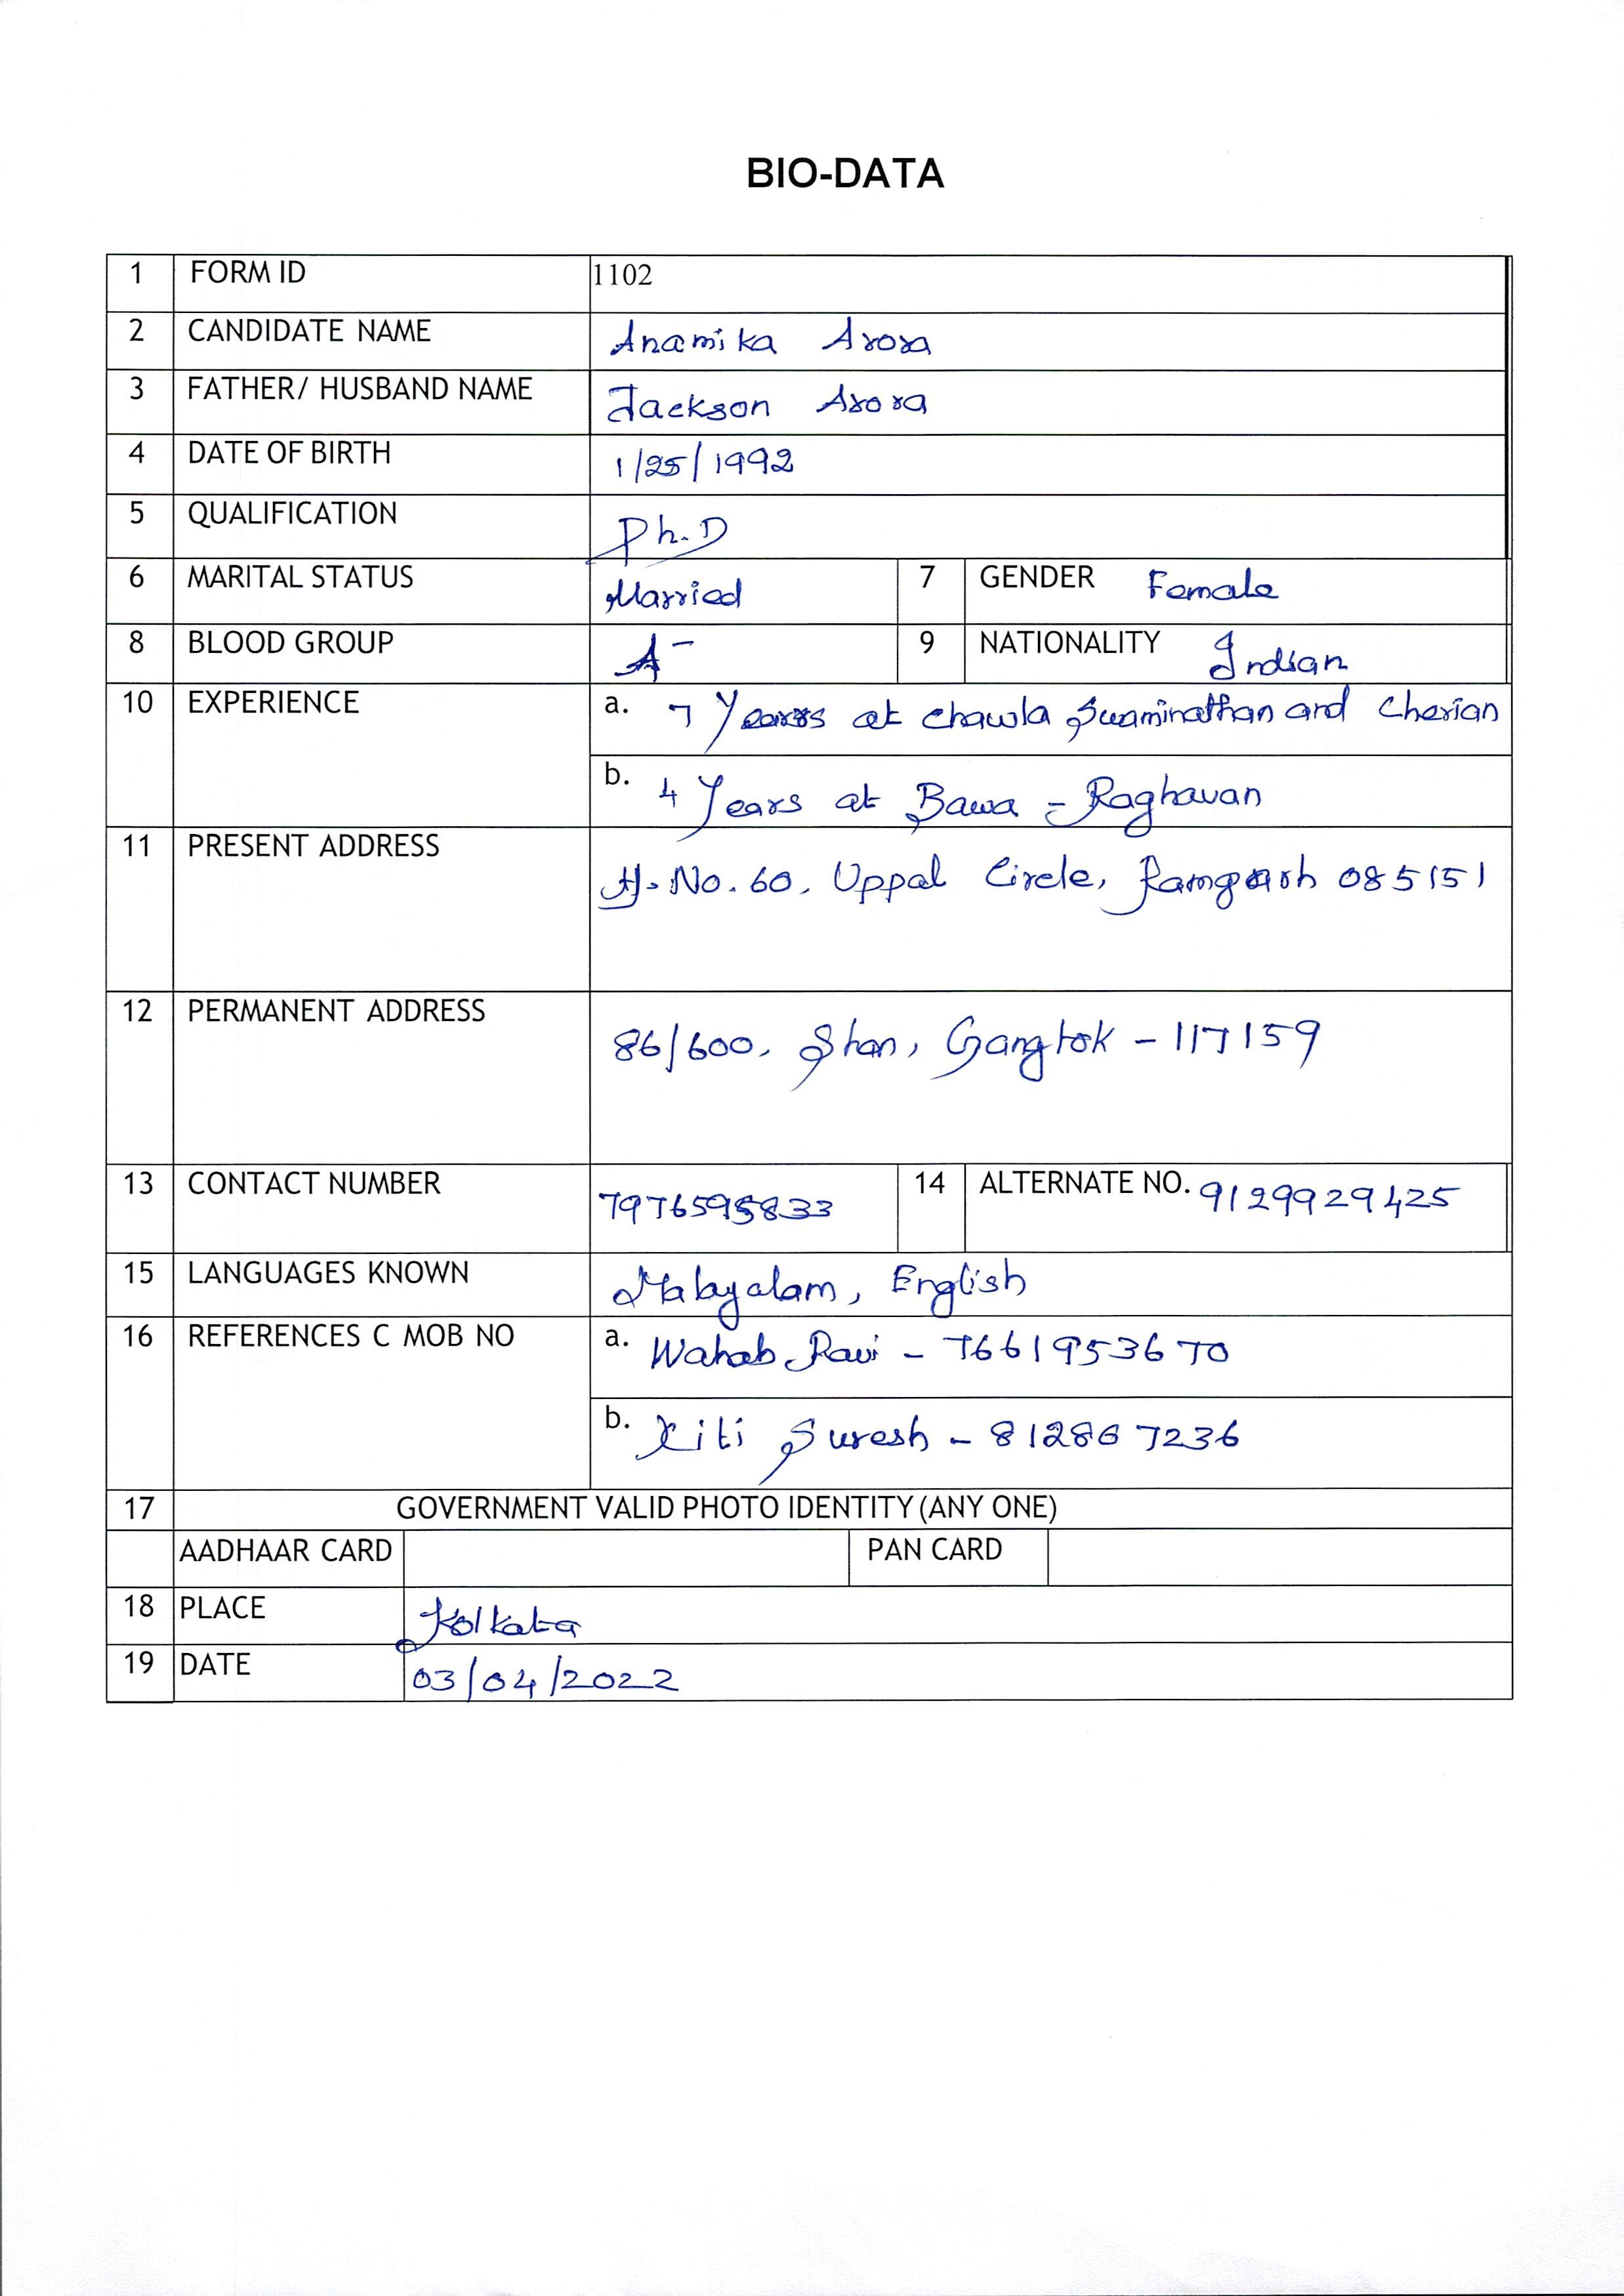 BIO-DATA
1 FORM ID 1102
2 CANDIDATE NAME Anamika Arora
3 FATHER/ HUSBAND NAME Jackson Arora
4 DATE OF BIRTH 1/25/1992
5 QUALIFICATION Ph.D
6 MARITAL STATUS Married 7 GENDER Female
8 BLOOD GROUP A- 9 NATIONALITY Indian
10 EXPERIENCE a. 7 Years at Chawla Swaminathan and Cherian
b. 4 Years at Bawa - Raghavan
11 PRESENT ADDRESS H. No. 60, Uppal Circle, 085151
12 PERMANENT ADDRESS 86/600, Shan, Gangtok - 117159
13 CONTACT NUMBER 7976595833 14 ALTERNATE NO. 9129929425
15 LANGUAGES KNOWN Malayalam, English
16 REFERENCES C MOB NO a. Wahab Ravi - 7661953670
b. Suresh - 812867236
17 GOVERNMENT VALID PHOTO IDENTITY (ANY ONE)
AADHAAR CARD PAN CARD
18 PLACE Kolkata
19 DATE 03/04/2022